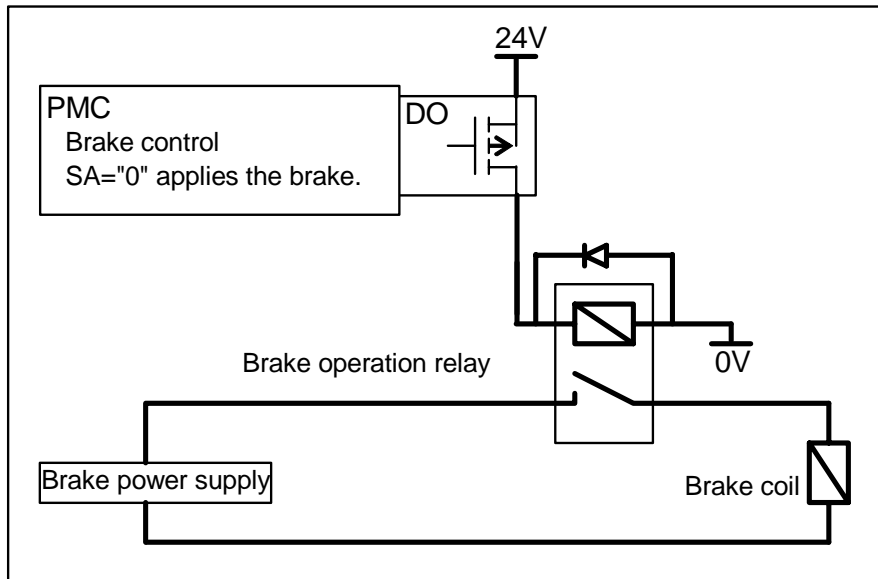 24V
PMC
DO
Brake control
SA="0" applies the brake.
0V
Brake operation relay
Brake power supply
Brake coil